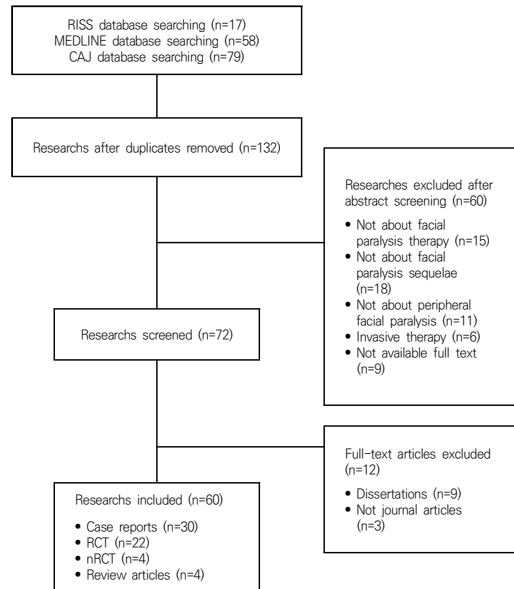 RISS database searching (n=17)
MEDLINE database searching (n=58)
CAJ database searching (n=79)
Researchs after duplicates removed (n=132)
Researches excluded after
abstract screening (n=60)
• Not about facial
paralysis therapy (n=15)
• Not about facial
paralysis sequelae
(n=18)
• Not about peripheral
facial paralysis (n=11)
• Invasive therapy (n=6)
• Not available full text
(n=9)
Researchs screened (n=72)
Full-text articles excluded
(n=12)
• Dissertations (n=9)
• Not journal articles
(n=3)
Researchs included (n=60)
• Case reports (n=30)
• RCT (n=22)
• nRCT (n=4)
• Review articles (n=4)